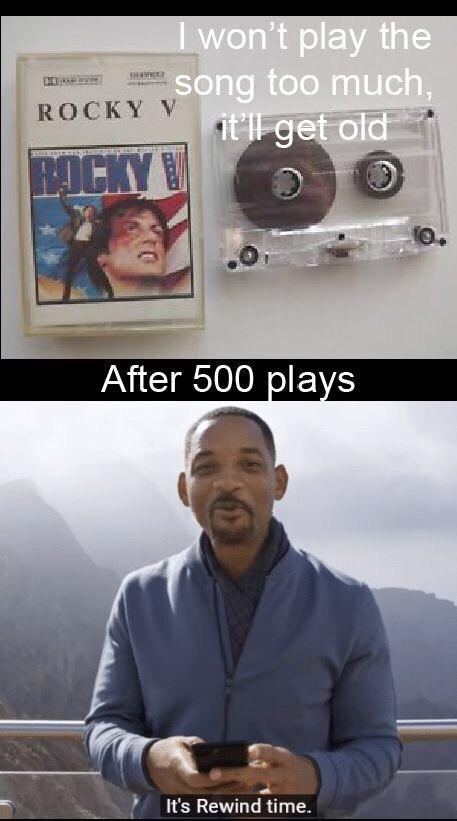 I won't play the
song too much,
it'll get old
ROCKY V
ROCKY V
After 500 plays
It's Rewind time.